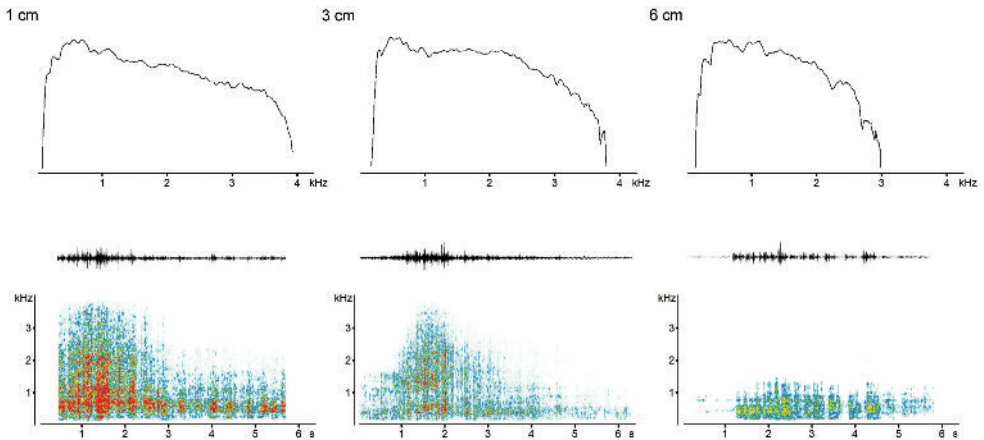 1 cm 3 cm 6 cm
1 2 3 4 kHz 1 2 3 4 kHz 1 2 3 4 kHz
kHz kHz kHz
3 3 3
2 2 2
1 1 1
1 2 3 4 5 6 s 1 2 3 4 5 6 s 1 2 3 4 5 6 s